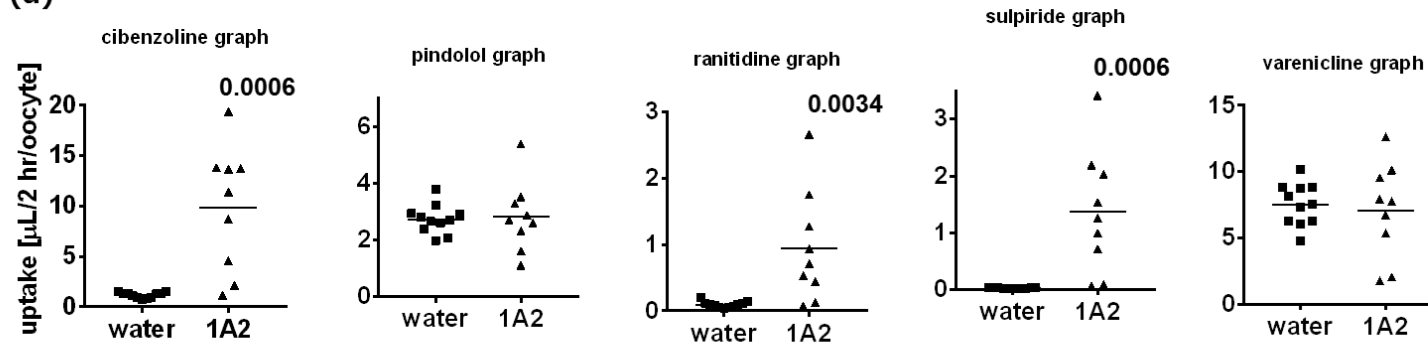 (d)
cibenzoline graph
0.0006
uptake [µL/2 hr/oocyte]
20
15
10
5
0
water 1A2
pindolol graph
6
4
2
0
water 1A2
ranitidine graph
0.0034
3
2
1
0
water 1A2
sulpiride graph
0.0006
3
2
1
0
water 1A2
varenicline graph
15
10
5
0
water 1A2